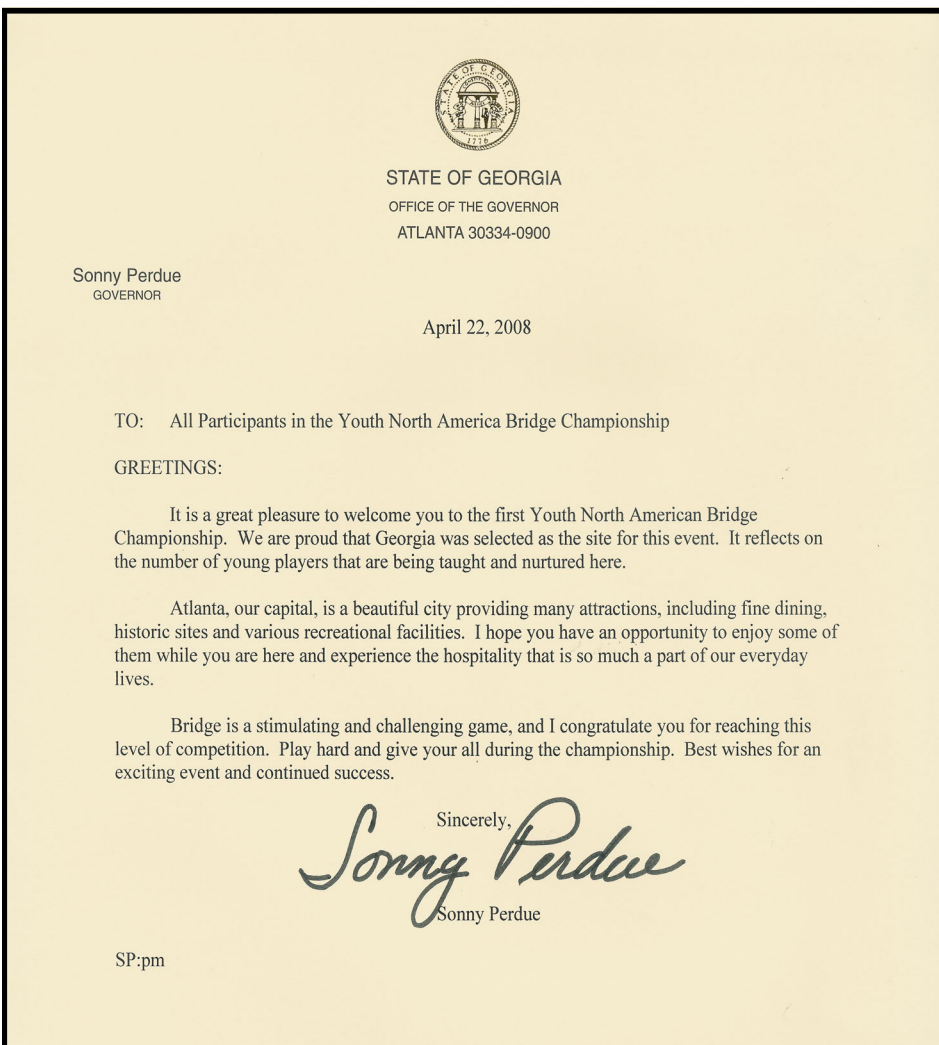 STATE OF GEORGIA
1776
STATE OF GEORGIA
OFFICE OF THE GOVERNOR
ATLANTA 30334-0900
Sonny Perdue
GOVERNOR
April 22, 2008
TO: All Participants in the Youth North America Bridge Championship
GREETINGS:
It is a great pleasure to welcome you to the first Youth North American Bridge
Championship. We are proud that Georgia was selected as the site for this event. It reflects on
the number of young players that are being taught and nurtured here.
Atlanta, our capital, is a beautiful city providing many attractions, including fine dining,
historic sites and various recreational facilities. I hope you have an opportunity to enjoy some of
them while you are here and experience the hospitality that is so much a part of our everyday
lives.
Bridge is a stimulating and challenging game, and I congratulate you for reaching this
level of competition. Play hard and give your all during the championship. Best wishes for an
exciting event and continued success.
Sincerely,
Sonny Perdue
Sonny Perdue
SP:pm